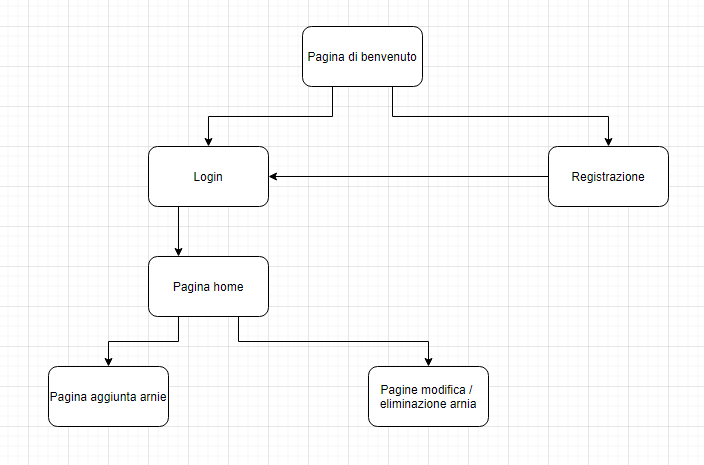 Pagina di benvenuto
Login
Registrazione
Pagina home
Pagina aggiunta arnie
Pagine modifica /
eliminazione arnia